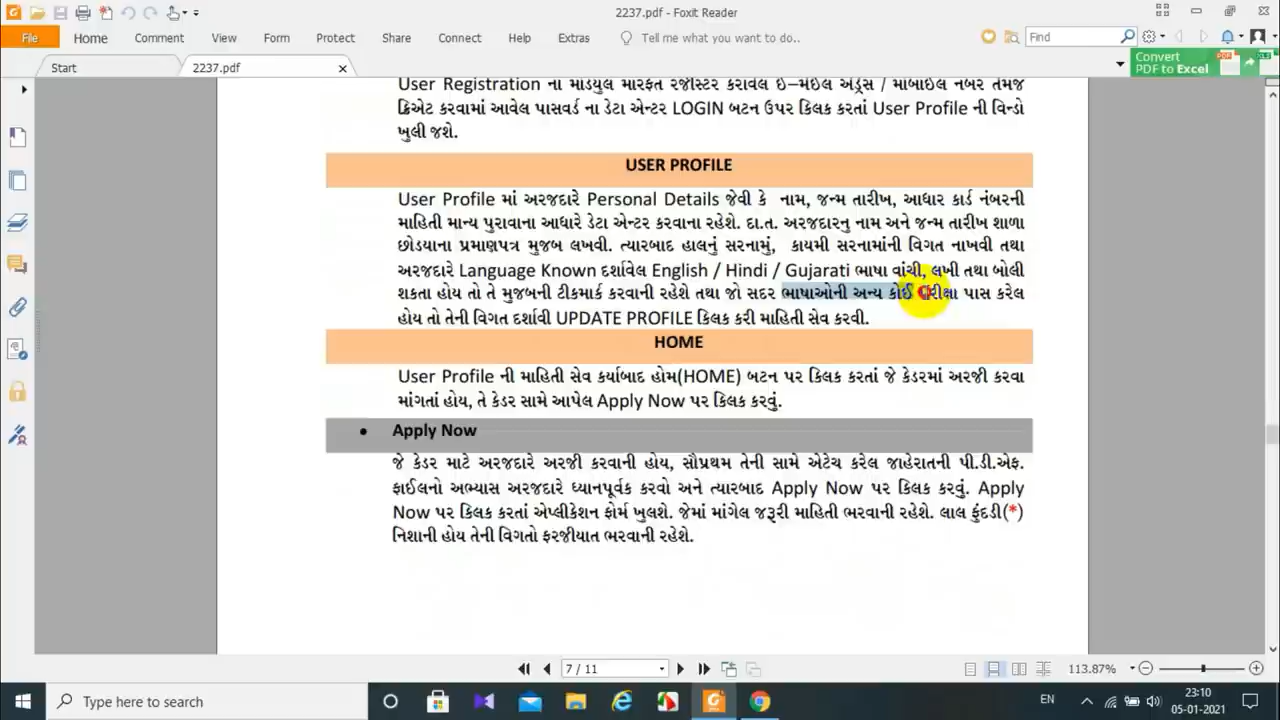 2237.pdf - Foxit Reader
File Home Comment View Form Protect Share Connect Help Extras Tell me what you want to do.. Find
Start 2237.pdf
Convert
PDF to Excel
User Registration ના માડયુલ મારફત રજીસ્ટર કરાવેલ ઇ–મેઇલ એડ્રેસ / મોબાઇલ નંબર તેમજ
ક્રિએટ કરવામાં આવેલ પાસવર્ડ ના ડેટા એન્ટર LOGIN બટન ઉપર કિલક કરતાં User Profile ની વિન્ડો
ખુલી જશે.
USER PROFILE
User Profile માં અરજદારે Personal Details જેવી કે નામ, જન્મ તારીખ, આધાર કાર્ડ નંબરની
માહિતી માન્ય પુરાવાના આધારે ડેટા એન્ટર કરવાના રહેશે. દા.ત. અરજદારનુ નામ અને જન્મ તારીખ શાળા
છોડયાના પ્રમાણપત્ર મુજબ લખવી. ત્યારબાદ હાલનું સરનામું, કાયમી સરનામાંની વિગત નાખવી તથા
અરજદારે Language Known દર્શાવેલ English / Hindi / Gujarati ભાષા વાંચી, લખી તથા બોલી
શકતા હોય તો તે મુજબની ટીકમાર્ક કરવાની રહેશે તથા જો સદર ભાષાઓની અન્ય કોઈ પરીક્ષા પાસ કરેલ
હોય તો તેની વિગત દર્શાવી UPDATE PROFILE કિલક કરી માહિતી સેવ કરવી.
HOME
User Profile ની માહિતી સેવ કર્યાબાદ હોમ(HOME) બટન પર કિલક કરતાં જે કેડરમાં અરજી કરવા
માંગતાં હોય, તે કેડર સામે આપેલ Apply Now પર કિલક કરવું.
• Apply Now
જે કેડર માટે અરજદારે અરજી કરવાની હોય, સૌપ્રથમ તેની સામે એટેચ કરેલ જાહેરાતની પી.ડી.એફ.
ફાઈલનો અભ્યાસ અરજદારે ધ્યાનપૂર્વક કરવો અને ત્યારબાદ Apply Now પર કિલક કરવું. Apply
Now પર કિલક કરતાં એપ્લીકેશન ફોર્મ ખુલશે. જેમાં માંગેલ જરૂરી માહિતી ભરવાની રહેશે. લાલ ફુંદડી(*)
નિશાની હોય તેની વિગતો ફરજીયાત ભરવાની રહેશે.
7 / 11 113.87%
Type here to search EN 23:10
05-01-2021